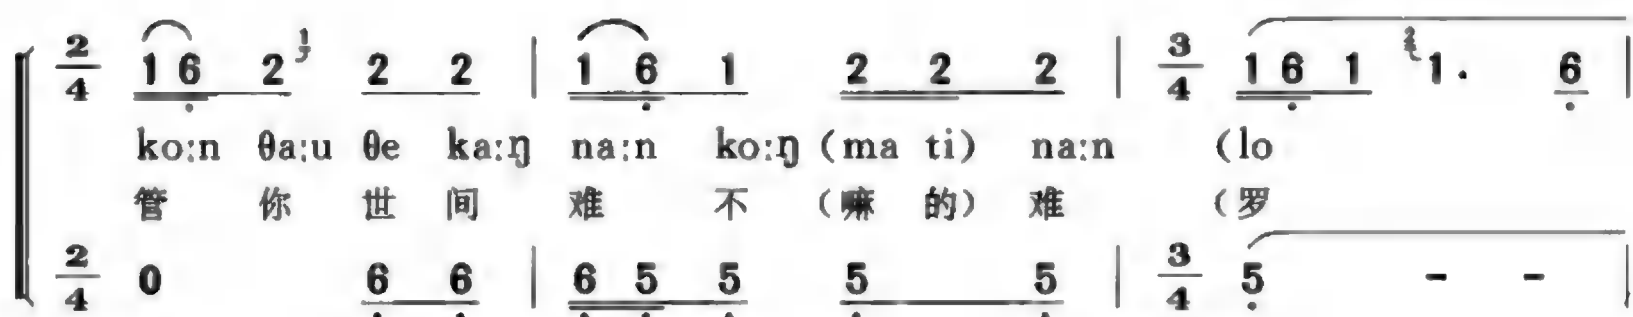 2/4 1 6 2 1 2 2 | 1 6 1 2 2 2 | 3/4 1 6 1 2 1. 6 |
ko:n θa:u θe ka:ŋ na:n ko:ŋ (ma ti) na:n (lo
管 你 世 间 难 不 (嘛 的) 难 (罗
2/4 0 6 6 | 6 5 5 5 5 | 3/4 5 - - |